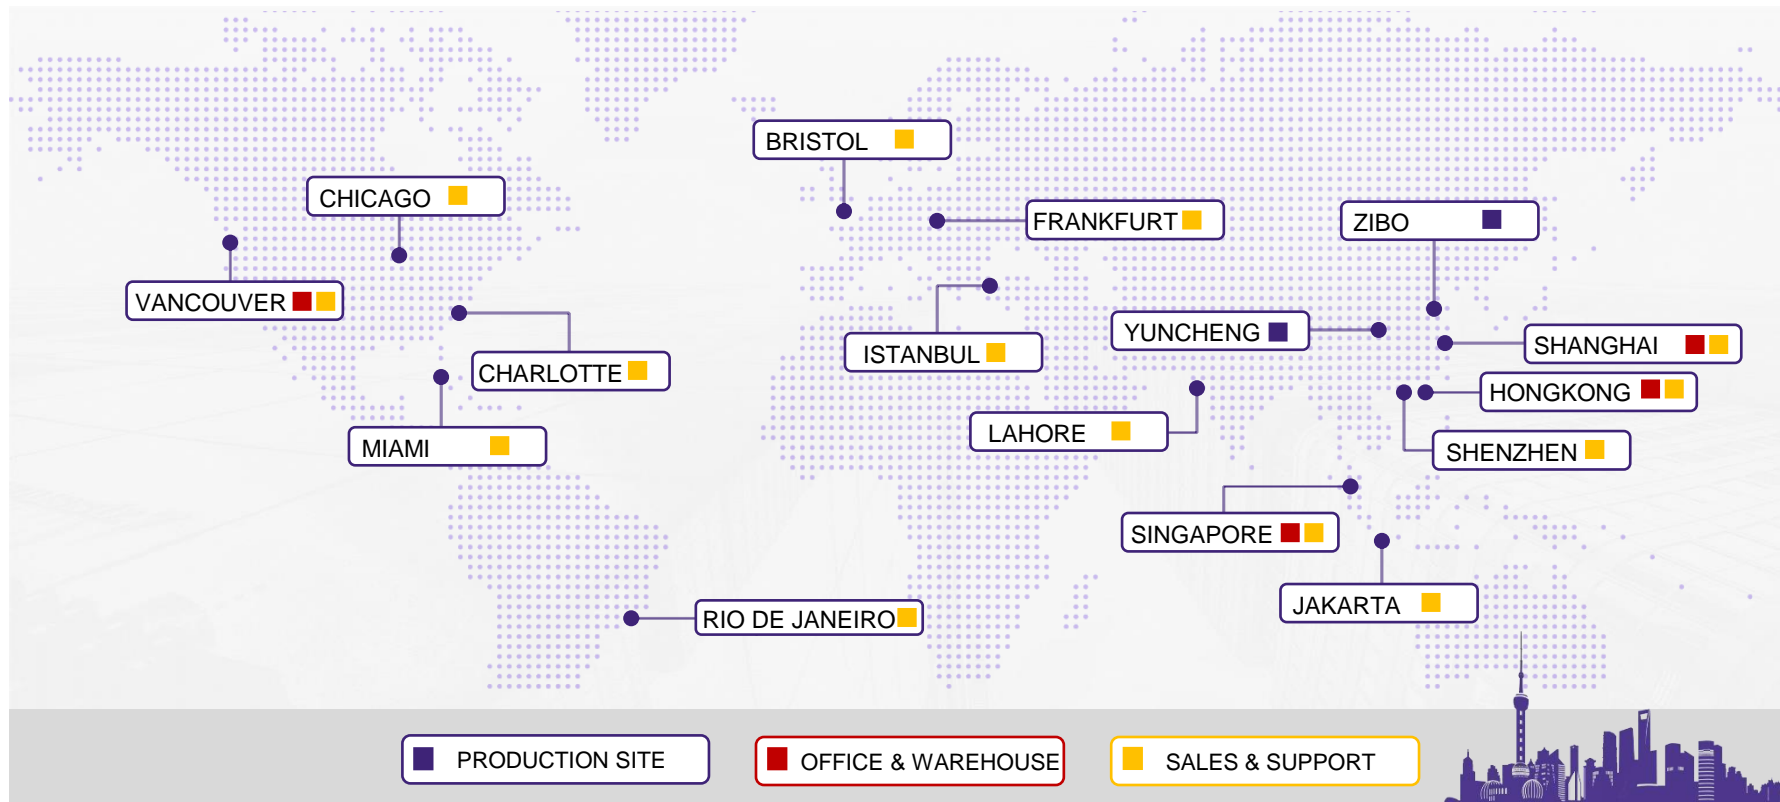 BRISTOL
CHICAGO
FRANKFURT
ZIBO
VANCOUVER
YUNCHENG
SHANGHAI
ISTANBUL
CHARLOTTE
HONGKONG
LAHORE
MIAMI
SHENZHEN
SINGAPORE
JAKARTA
RIO DE JANEIRO
PRODUCTION SITE
OFFICE & WAREHOUSE
SALES & SUPPORT